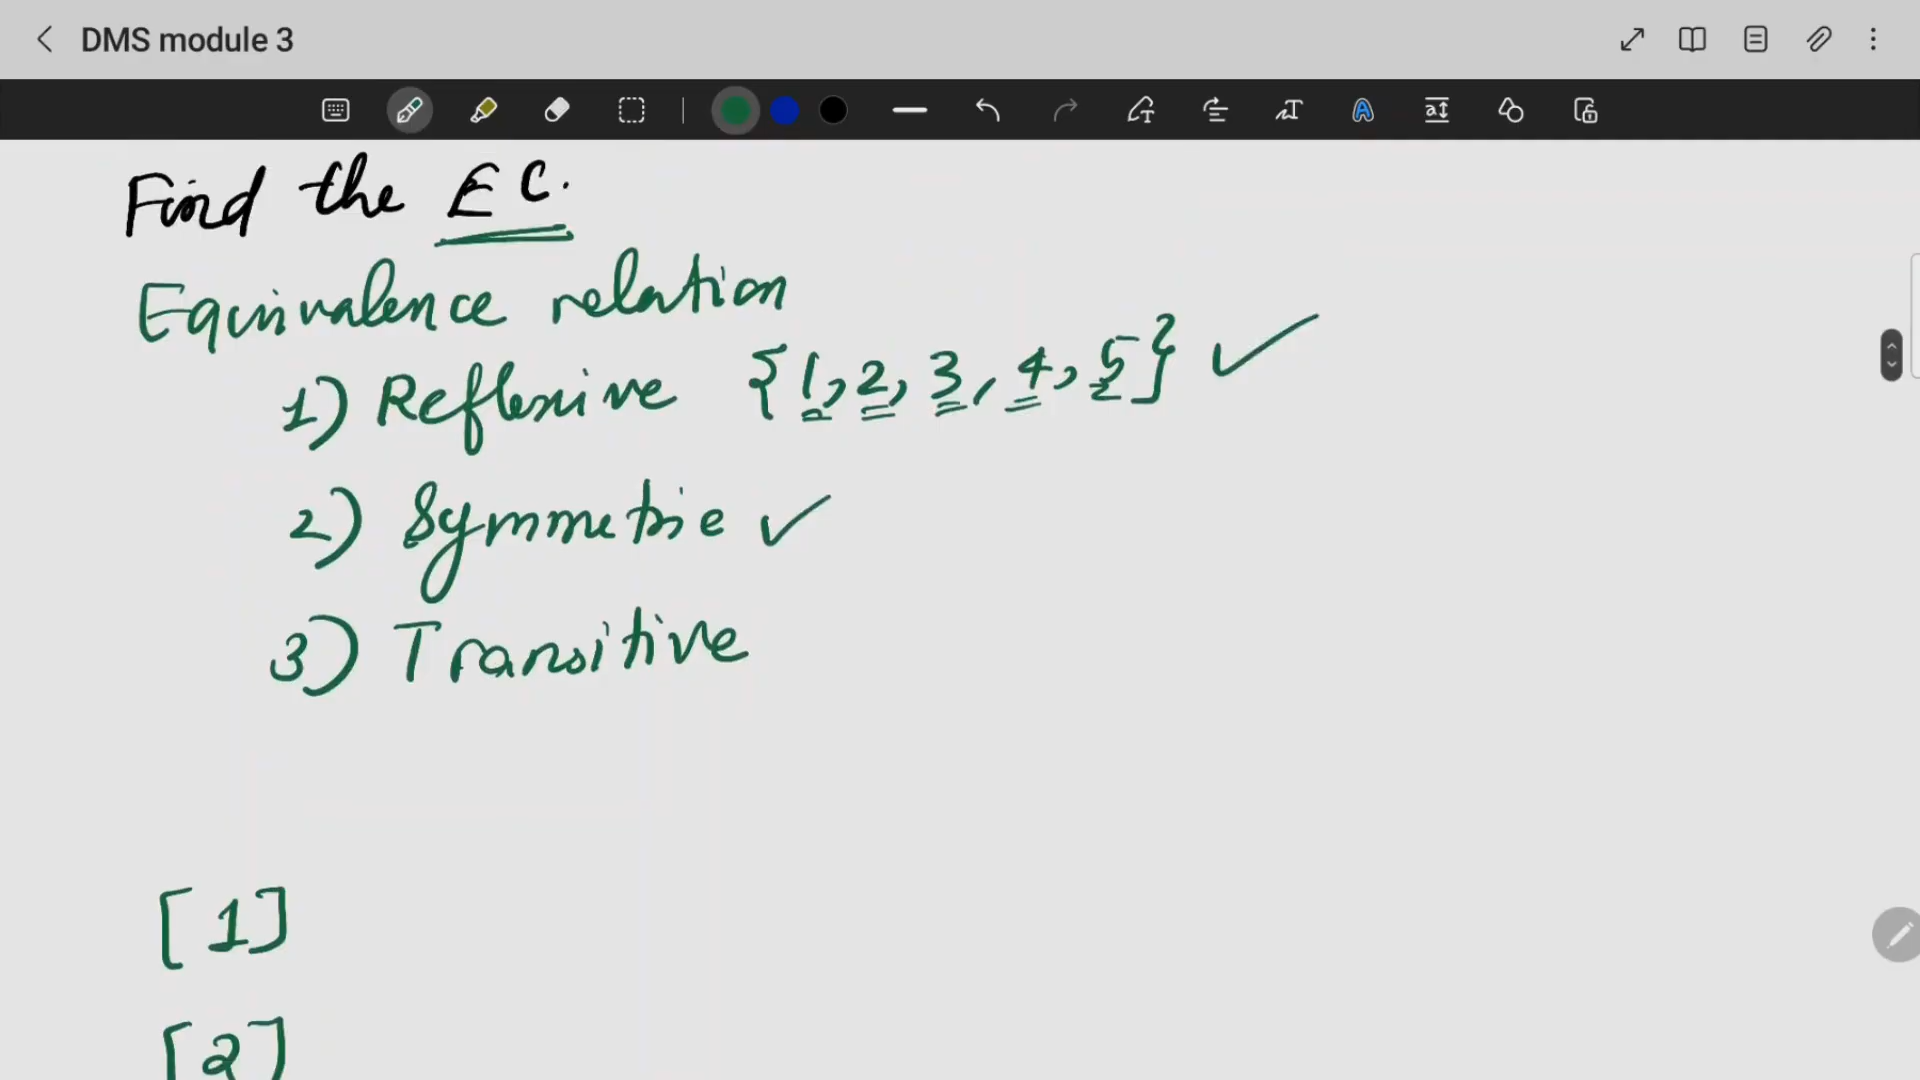 DMS module 3
Find the EC.
Equivalence relation
1) Reflexive {1, 2, 3, 4, 5} ✓
2) Symmetric ✓
3) Transitive
[1]
[2]